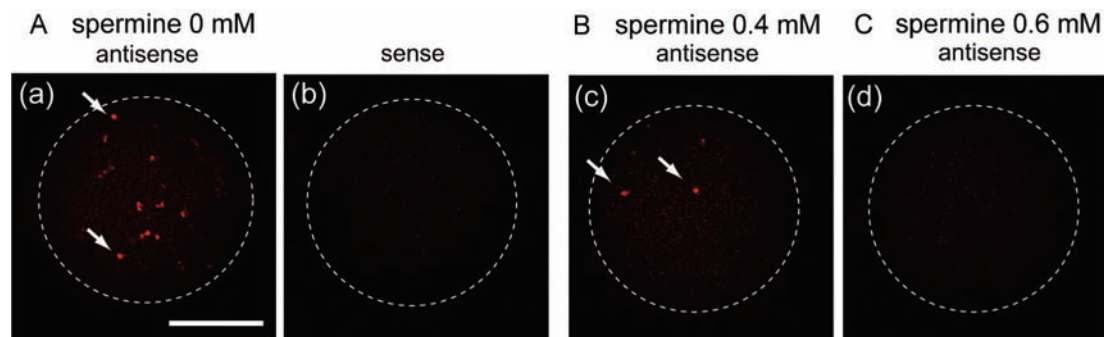 A spermine 0 mM
antisense
sense
B spermine 0.4 mM
antisense
C spermine 0.6 mM
antisense
(a)
(b)
(c)
(d)